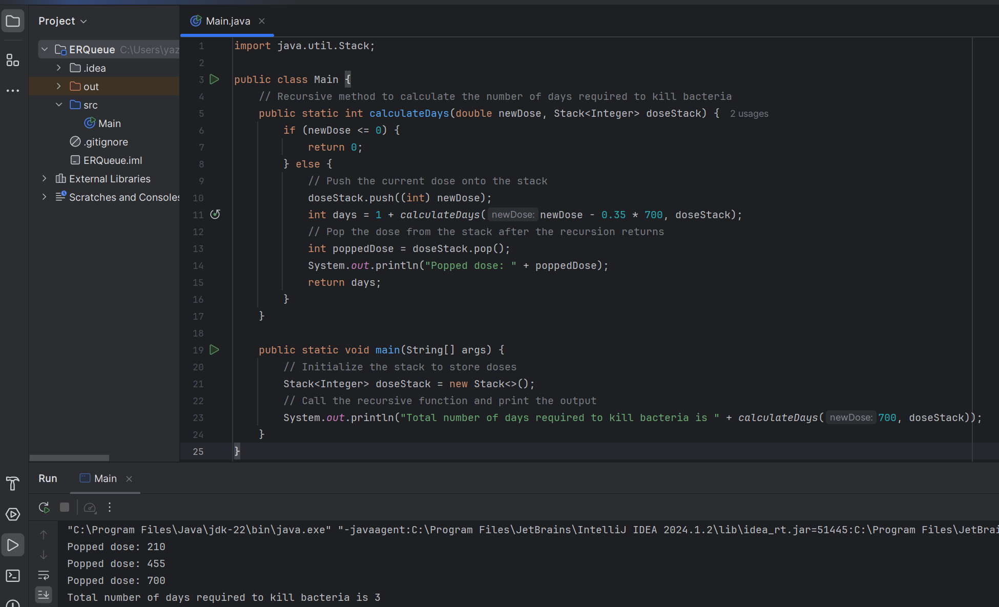 Project
ERQueue C:\Users\yaz
.idea
out
src
Main
.gitignore
ERQueue.iml
External Libraries
Scratches and Consoles
Main.java
1 import java.util.Stack;
2
3 public class Main {
4 // Recursive method to calculate the number of days required to kill bacteria
5 public static int calculateDays(double newDose, Stack<Integer> doseStack) { 2 usages
6 if (newDose <= 0) {
7 return 0;
8 } else {
9 // Push the current dose onto the stack
10 doseStack.push((int) newDose);
11 int days = 1 + calculateDays( newDose: newDose - 0.35 * 700, doseStack);
12 // Pop the dose from the stack after the recursion returns
13 int poppedDose = doseStack.pop();
14 System.out.println("Popped dose: " + poppedDose);
15 return days;
16 }
17 }
18
19 public static void main(String[] args) {
20 // Initialize the stack to store doses
21 Stack<Integer> doseStack = new Stack<>();
22 // Call the recursive function and print the output
23 System.out.println("Total number of days required to kill bacteria is " + calculateDays( newDose: 700, doseStack));
24 }
25 }
Run Main
"C:\Program Files\Java\jdk-22\bin\java.exe" "-javaagent:C:\Program Files\JetBrains\IntelliJ IDEA 2024.1.2\lib\idea_rt.jar=51445:C:\Program Files\JetBrai
Popped dose: 210
Popped dose: 455
Popped dose: 700
Total number of days required to kill bacteria is 3